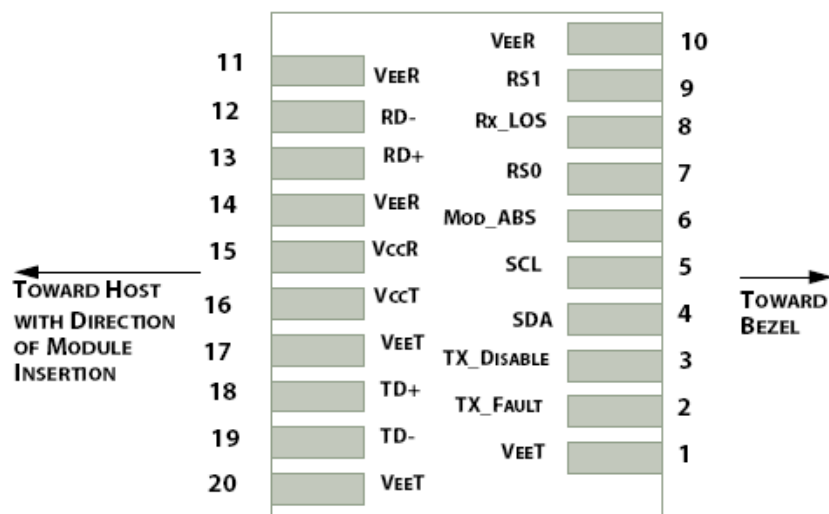 VEER 10
11 VEER
RS1 9
12 RD-
Rx_LOS 8
13 RD+
RS0 7
14 VEER
MOD_ABS 6
15 VCCR
SCL 5
TOWARD HOST
WITH DIRECTION
OF MODULE
INSERTION
TOWARD
BEZEL
16 VCCT
SDA 4
17 VEET
TX_DISABLE 3
18 TD+
TX_FAULT 2
19 TD-
VEET 1
20 VEET